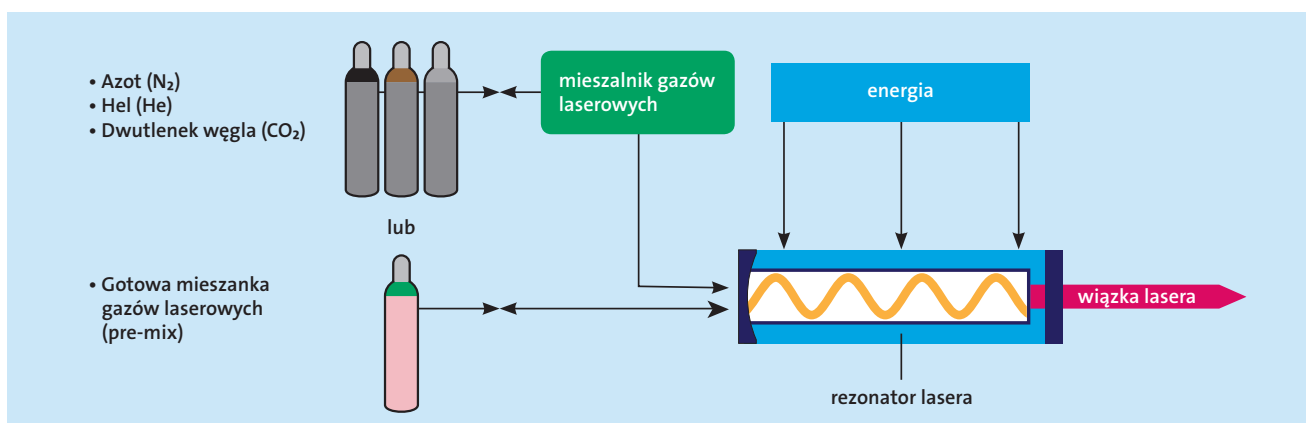 • Azot (N₂)
• Hel (He)
• Dwutlenek węgla (CO₂)
mieszalnik gazów
laserowych
energia
lub
• Gotowa mieszanka
gazów laserowych
(pre-mix)
wiązka lasera
rezonator lasera